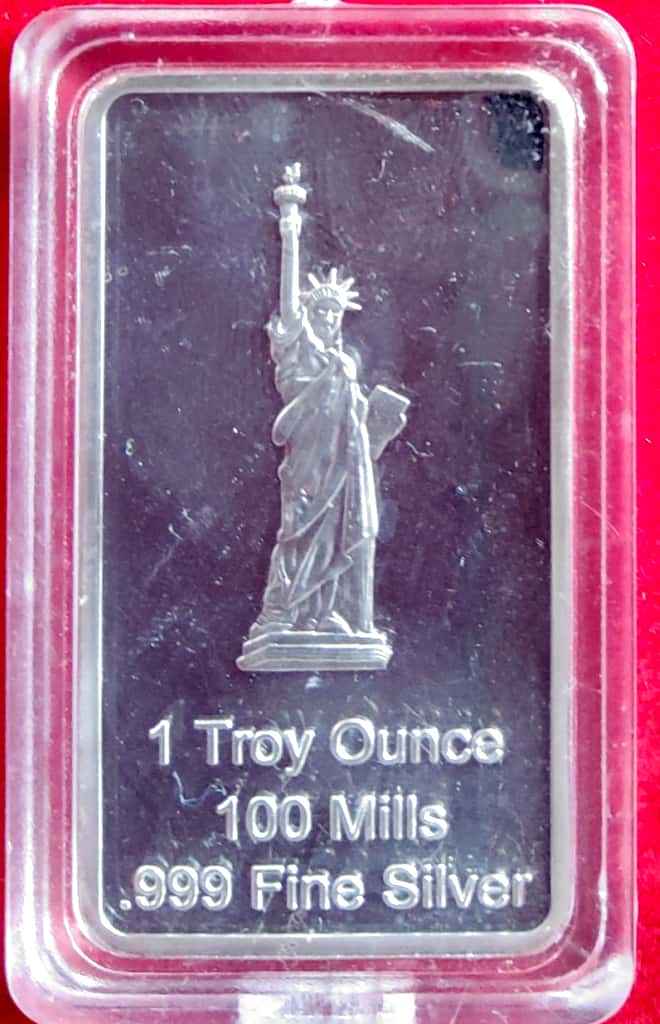 1 Troy Ounce
100 Mills
.999 Fine Silver